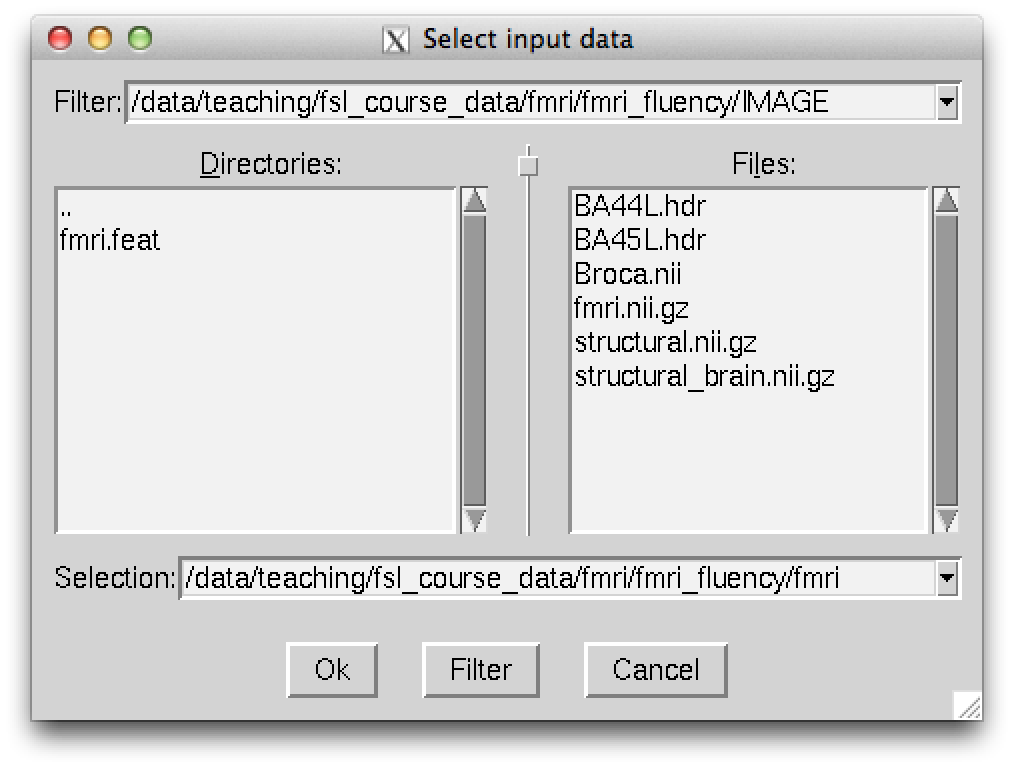 X Select input data
Filter: /data/teaching/fsl_course_data/fmri/fmri_fluency/IMAGE
Directories:
Files:
..
fmri.feat
BA44L.hdr
BA45L.hdr
Broca.nii
fmri.nii.gz
structural.nii.gz
structural_brain.nii.gz
Selection: /data/teaching/fsl_course_data/fmri/fmri_fluency/fmri
Ok
Filter
Cancel